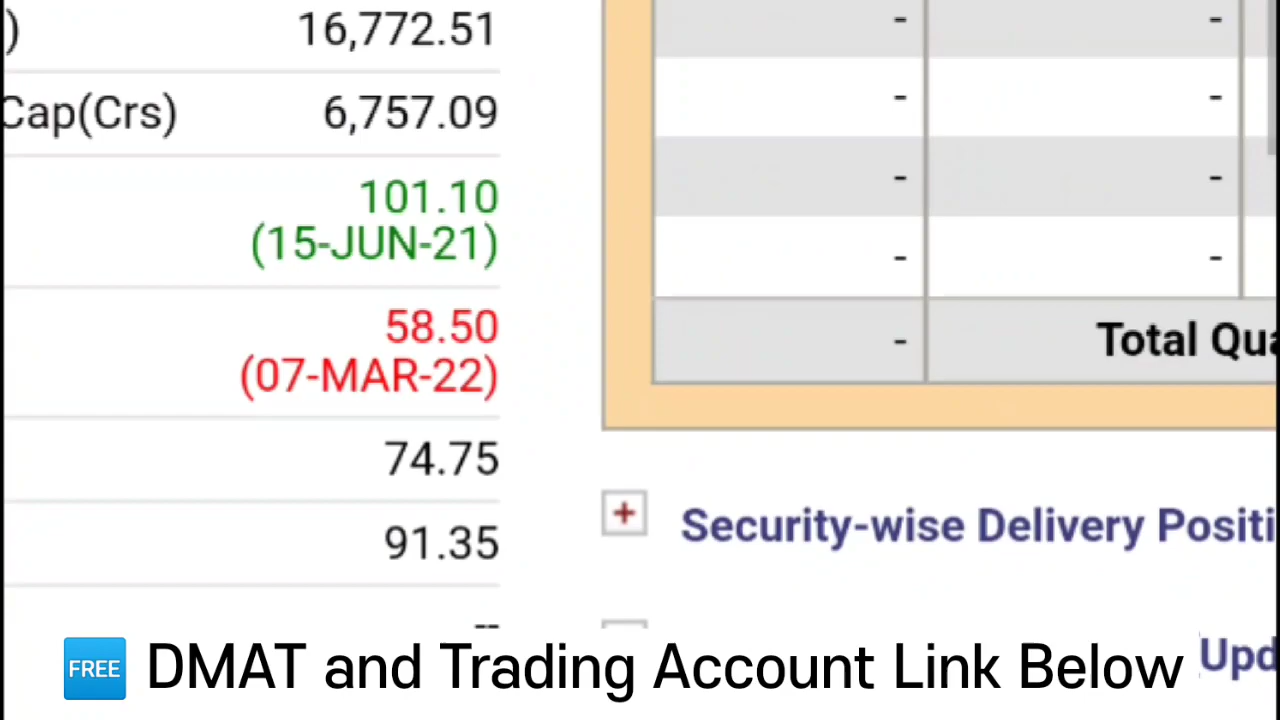 ) 16,772.51
Cap(Crs) 6,757.09
101.10
(15-JUN-21)
58.50
(07-MAR-22)
74.75
91.35
--
- -
- -
- -
- -
- Total Qua
+ Security-wise Delivery Positi
Upd
FREE DMAT and Trading Account Link Below